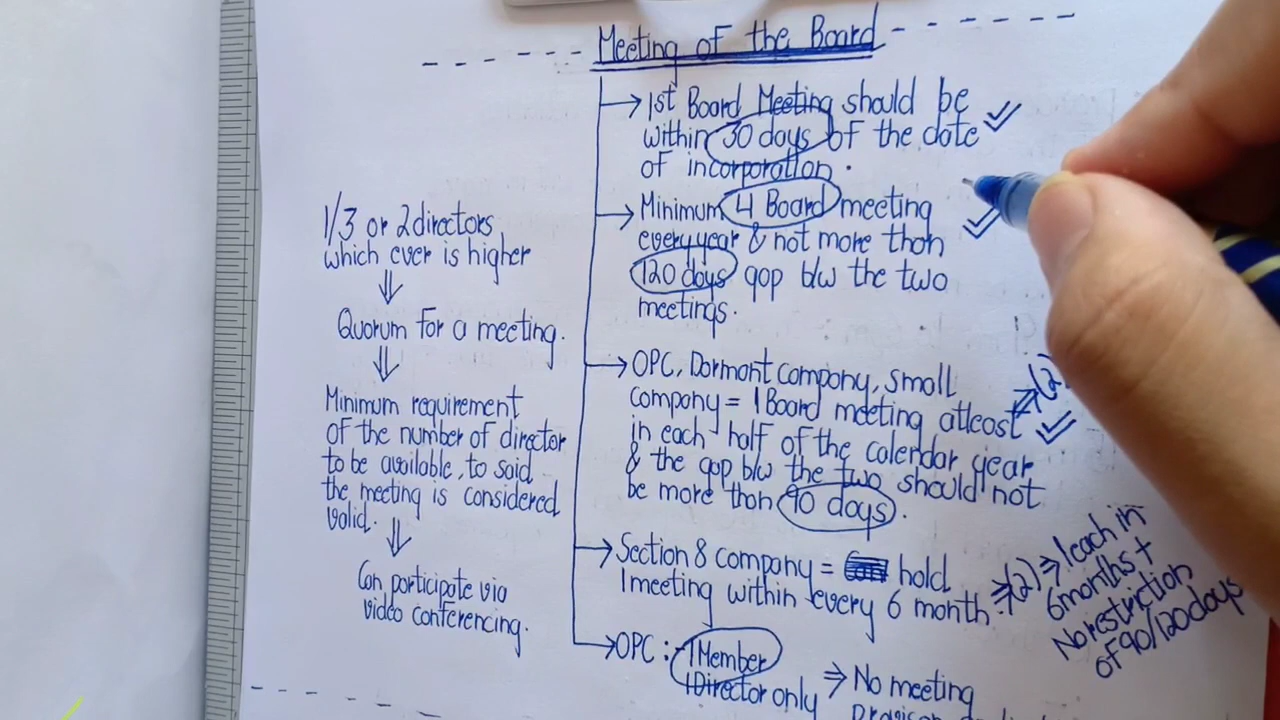 Meeting of the Board
1st Board Meeting should be
within 30 days of the date
of incorporation.
Minimum 4 Board meeting
every year & not more than
120 days gap b/w the two
meetings.
OPC, Dormant company, small
company = 1 Board meeting atleast
in each half of the calendar year
& the gap b/w the two should not
be more than 90 days.
⇒ (2)
Section 8 company = hold
1 meeting within every 6 month.
⇒ (2) ⇒ 1 each in
6 months +
No restriction
of 90/120 days
OPC : - 1 Member
1 Director only
⇒ No meeting
1/3 or 2 directors
which ever is higher
Quorum for a meeting.
Minimum requirement
of the number of director
to be available, to said
the meeting is considered
valid.
Can participate via
video conferencing.